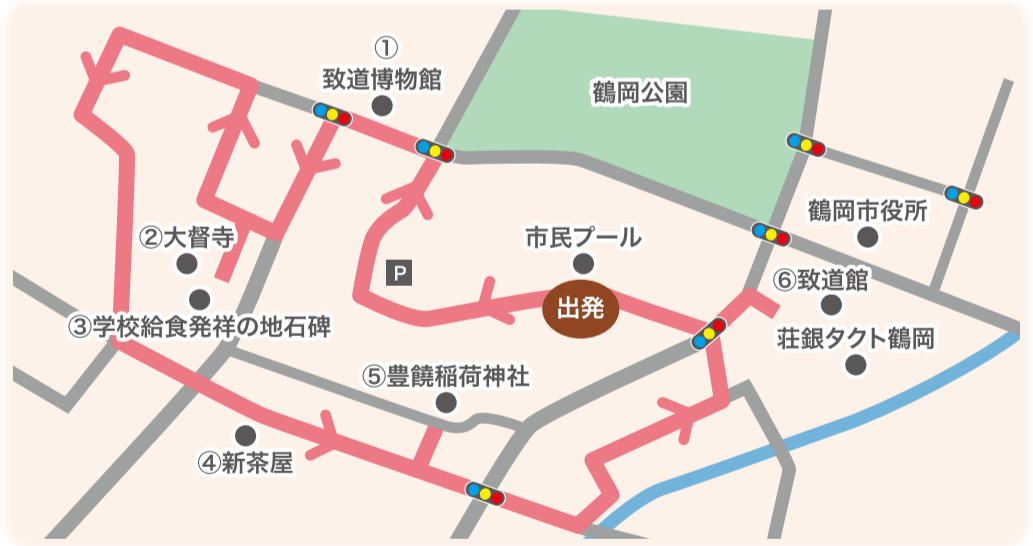 ①
致道博物館
鶴岡公園
鶴岡市役所
②大督寺
市民プール
P
⑥致道館
出発
③学校給食発祥の地石碑
荘銀タクト鶴岡
⑤豊饒稲荷神社
④新茶屋